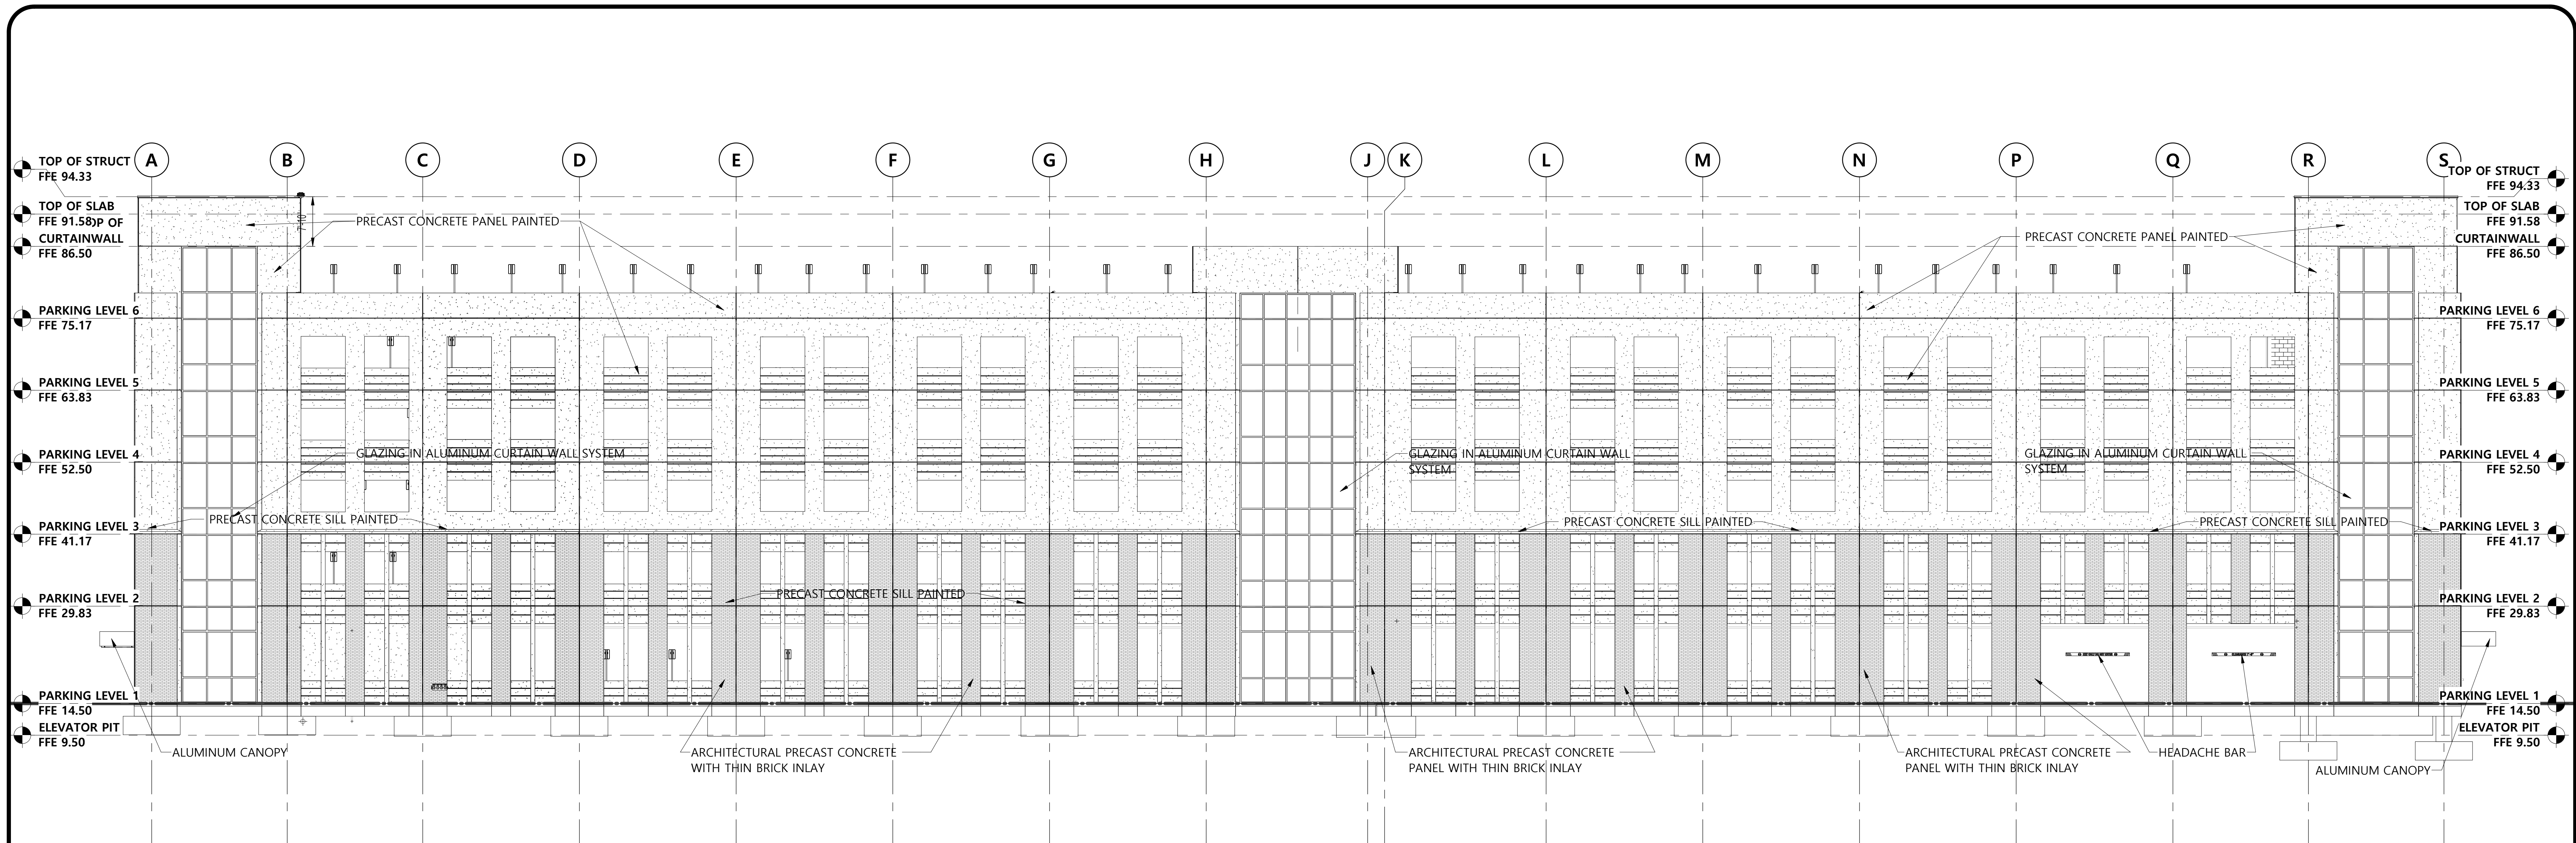 A
B
C
D
E
F
G
H
J
K
L
M
N
P
Q
R
S
TOP OF STRUCT
FFE 94.33
TOP OF SLAB
FFE 91.58
OP OF
CURTAINWALL
FFE 86.50
PARKING LEVEL 6
FFE 75.17
PARKING LEVEL 5
FFE 63.83
PARKING LEVEL 4
FFE 52.50
PARKING LEVEL 3
FFE 41.17
PARKING LEVEL 2
FFE 29.83
PARKING LEVEL 1
FFE 14.50
ELEVATOR PIT
FFE 9.50
PRECAST CONCRETE PANEL PAINTED
GLAZING IN ALUMINUM CURTAIN WALL SYSTEM
PRECAST CONCRETE SILL PAINTED
PRECAST CONCRETE SILL PAINTED
ALUMINUM CANOPY
ARCHITECTURAL PRECAST CONCRETE
WITH THIN BRICK INLAY
GLAZING IN ALUMINUM CURTAIN WALL
SYSTEM
PRECAST CONCRETE SILL PAINTED
ARCHITECTURAL PRECAST CONCRETE
PANEL WITH THIN BRICK INLAY
PRECAST CONCRETE PANEL PAINTED
GLAZING IN ALUMINUM CURTAIN WALL
SYSTEM
PRECAST CONCRETE SILL PAINTED
ARCHITECTURAL PRECAST CONCRETE
PANEL WITH THIN BRICK INLAY
HEADACHE BAR
ALUMINUM CANOPY
TOP OF STRUCT
FFE 94.33
TOP OF SLAB
FFE 91.58
CURTAINWALL
FFE 86.50
PARKING LEVEL 6
FFE 75.17
PARKING LEVEL 5
FFE 63.83
PARKING LEVEL 4
FFE 52.50
PARKING LEVEL 3
FFE 41.17
PARKING LEVEL 2
FFE 29.83
PARKING LEVEL 1
FFE 14.50
ELEVATOR PIT
FFE 9.50